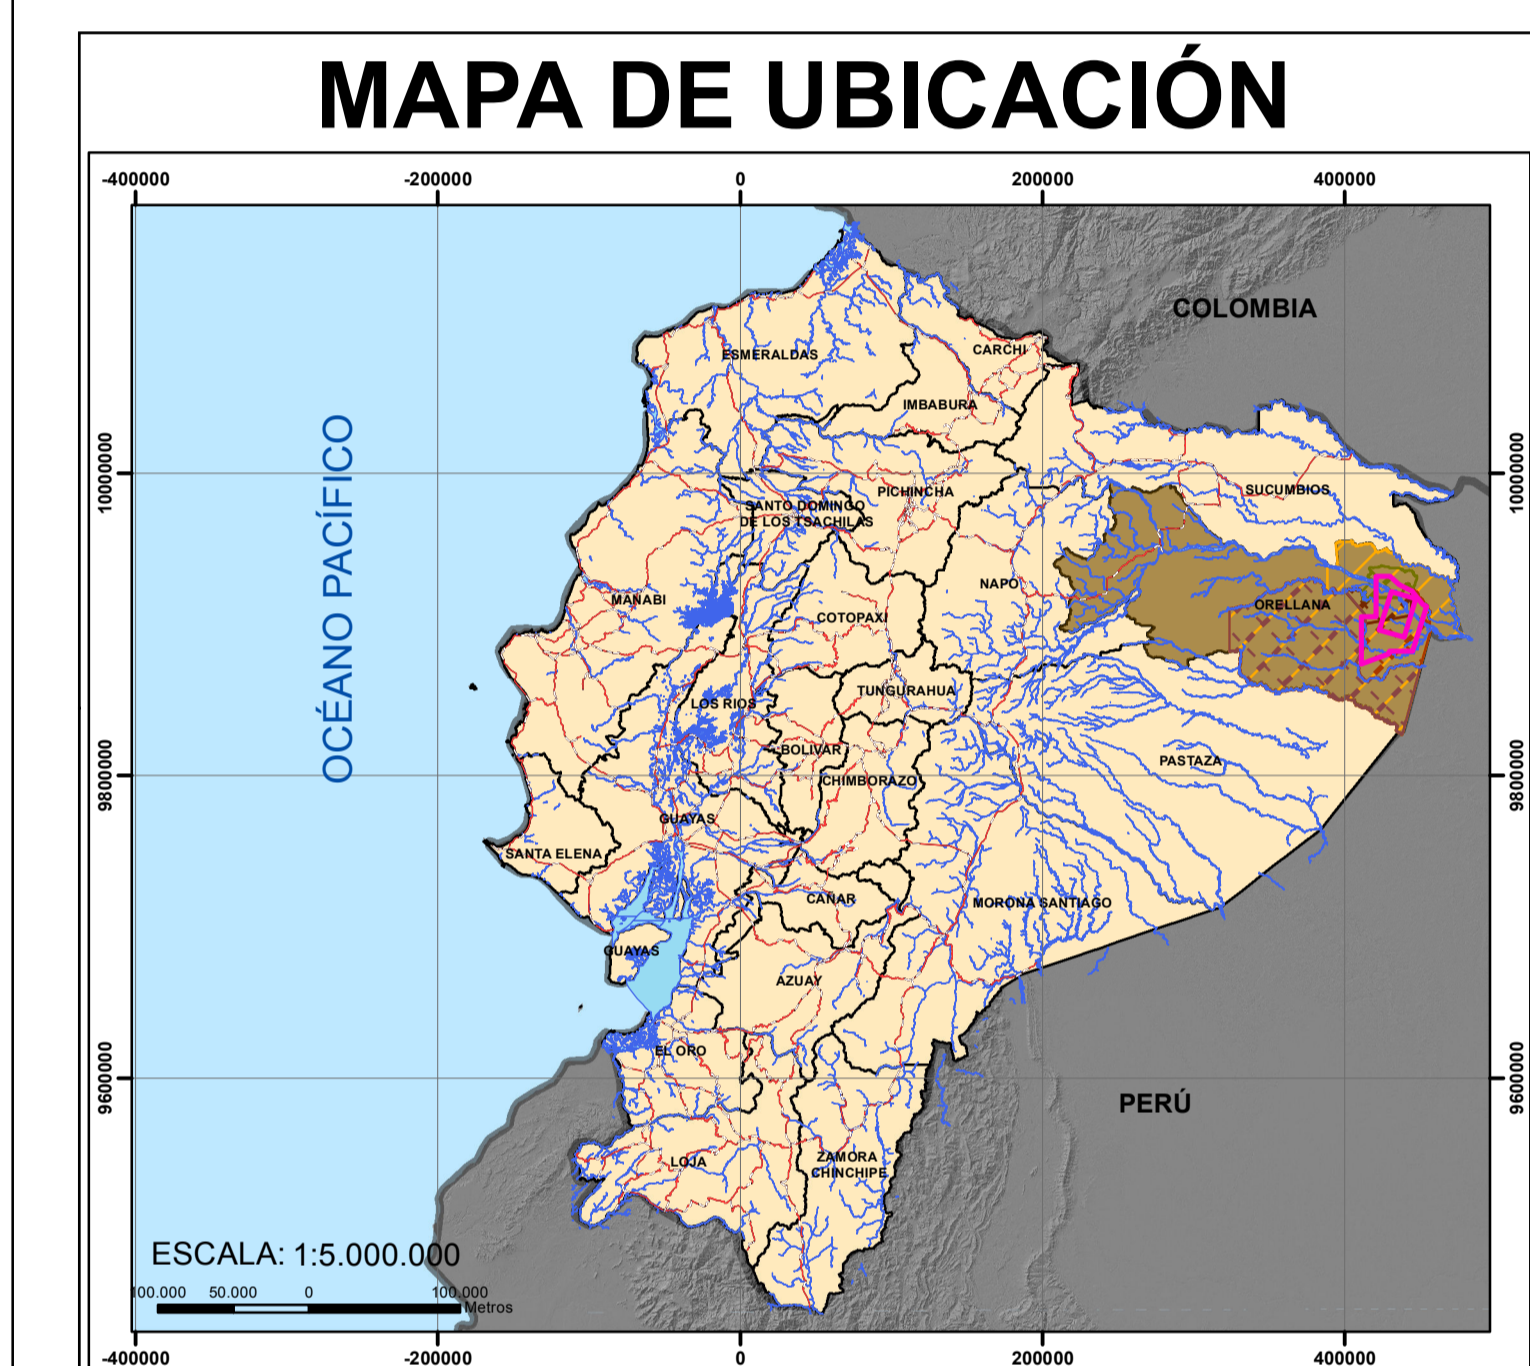 MAPA DE UBICACIÓN
-400000
-200000
0
200000
400000
COLOMBIA
CARCHI
ESMERALDAS
IMBABURA
OCÉANO PACÍFICO
10000000
10000000
PICHINCHA
SUCUMBIOS
SANTO DOMINGO
DE LOS TSACHILAS
NAPO
MANABI
ORELLANA
COTOPAXI
TUNGURAHUA
LOS RIOS
BOLIVAR
PASTAZA
CHIMBORAZO
9800000
9800000
GUAYAS
SANTA ELENA
CAÑAR
MORONA SANTIAGO
GUAYAS
AZUAY
EL ORO
9600000
9600000
PERÚ
LOJA
ZAMORA
CHINCHIPE
ESCALA: 1:5.000.000
100.000
50.000
0
100.000
Metros
-400000
-200000
0
200000
400000